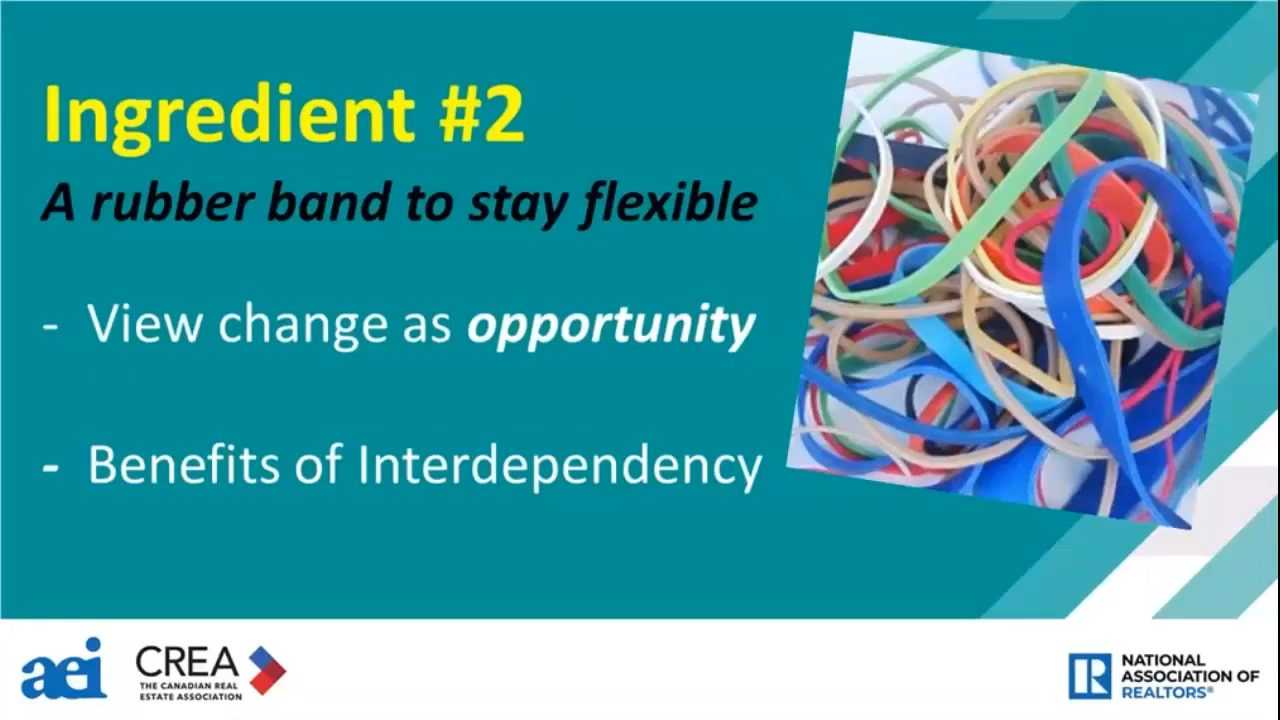 Ingredient #2
A rubber band to stay flexible
- View change as opportunity
- Benefits of Interdependency
aei
CREA
THE CANADIAN REAL
ESTATE ASSOCIATION
R
NATIONAL
ASSOCIATION OF
REALTORS®